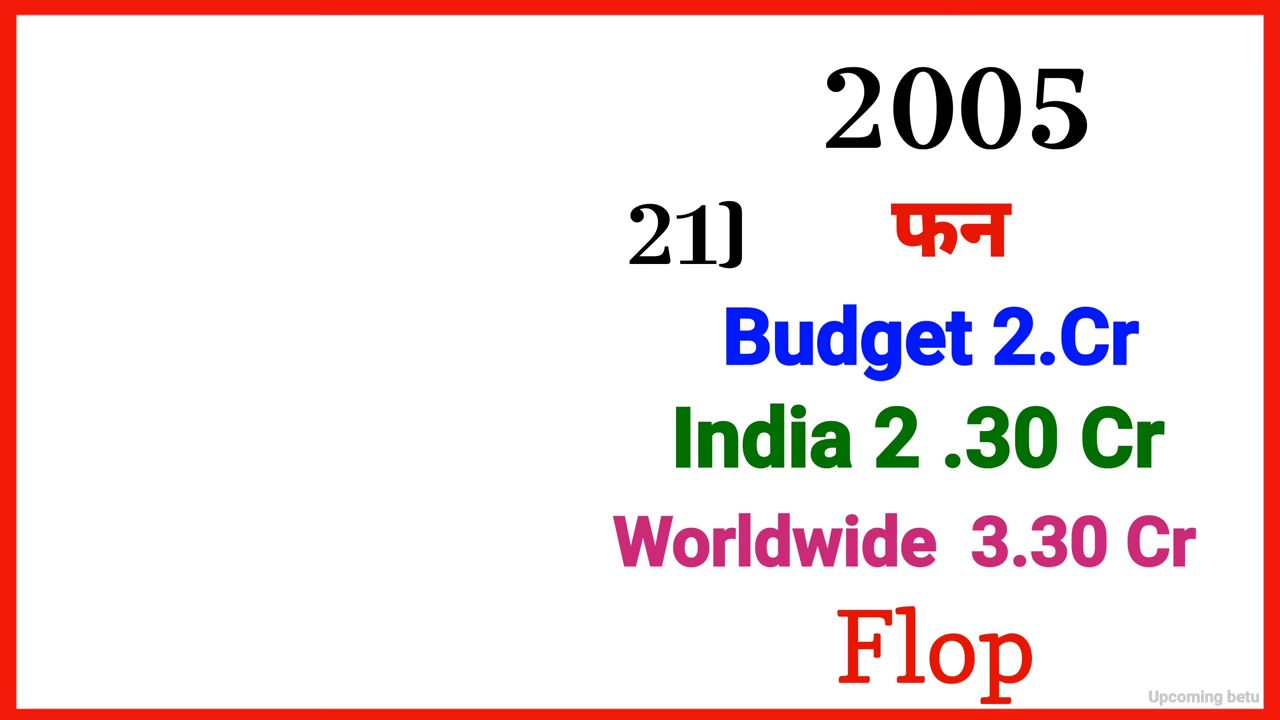 2005
21) फन
Budget 2.Cr
India 2 .30 Cr
Worldwide 3.30 Cr
Flop
Upcoming betu